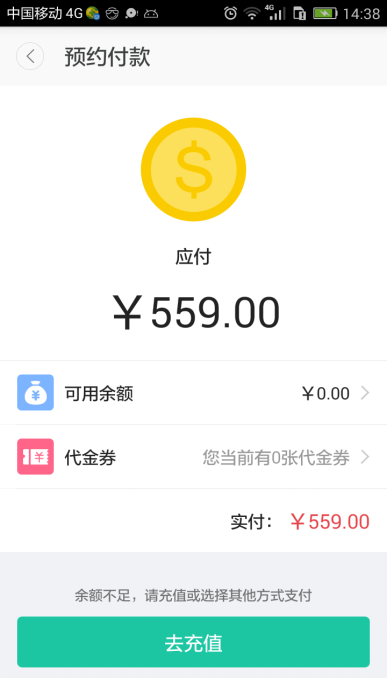 中国移动 4G 4G 14:38
预约付款
$
应付
￥559.00
可用余额 ￥0.00
代金券 您当前有0张代金券
实付： ￥559.00
余额不足，请充值或选择其他方式支付
去充值